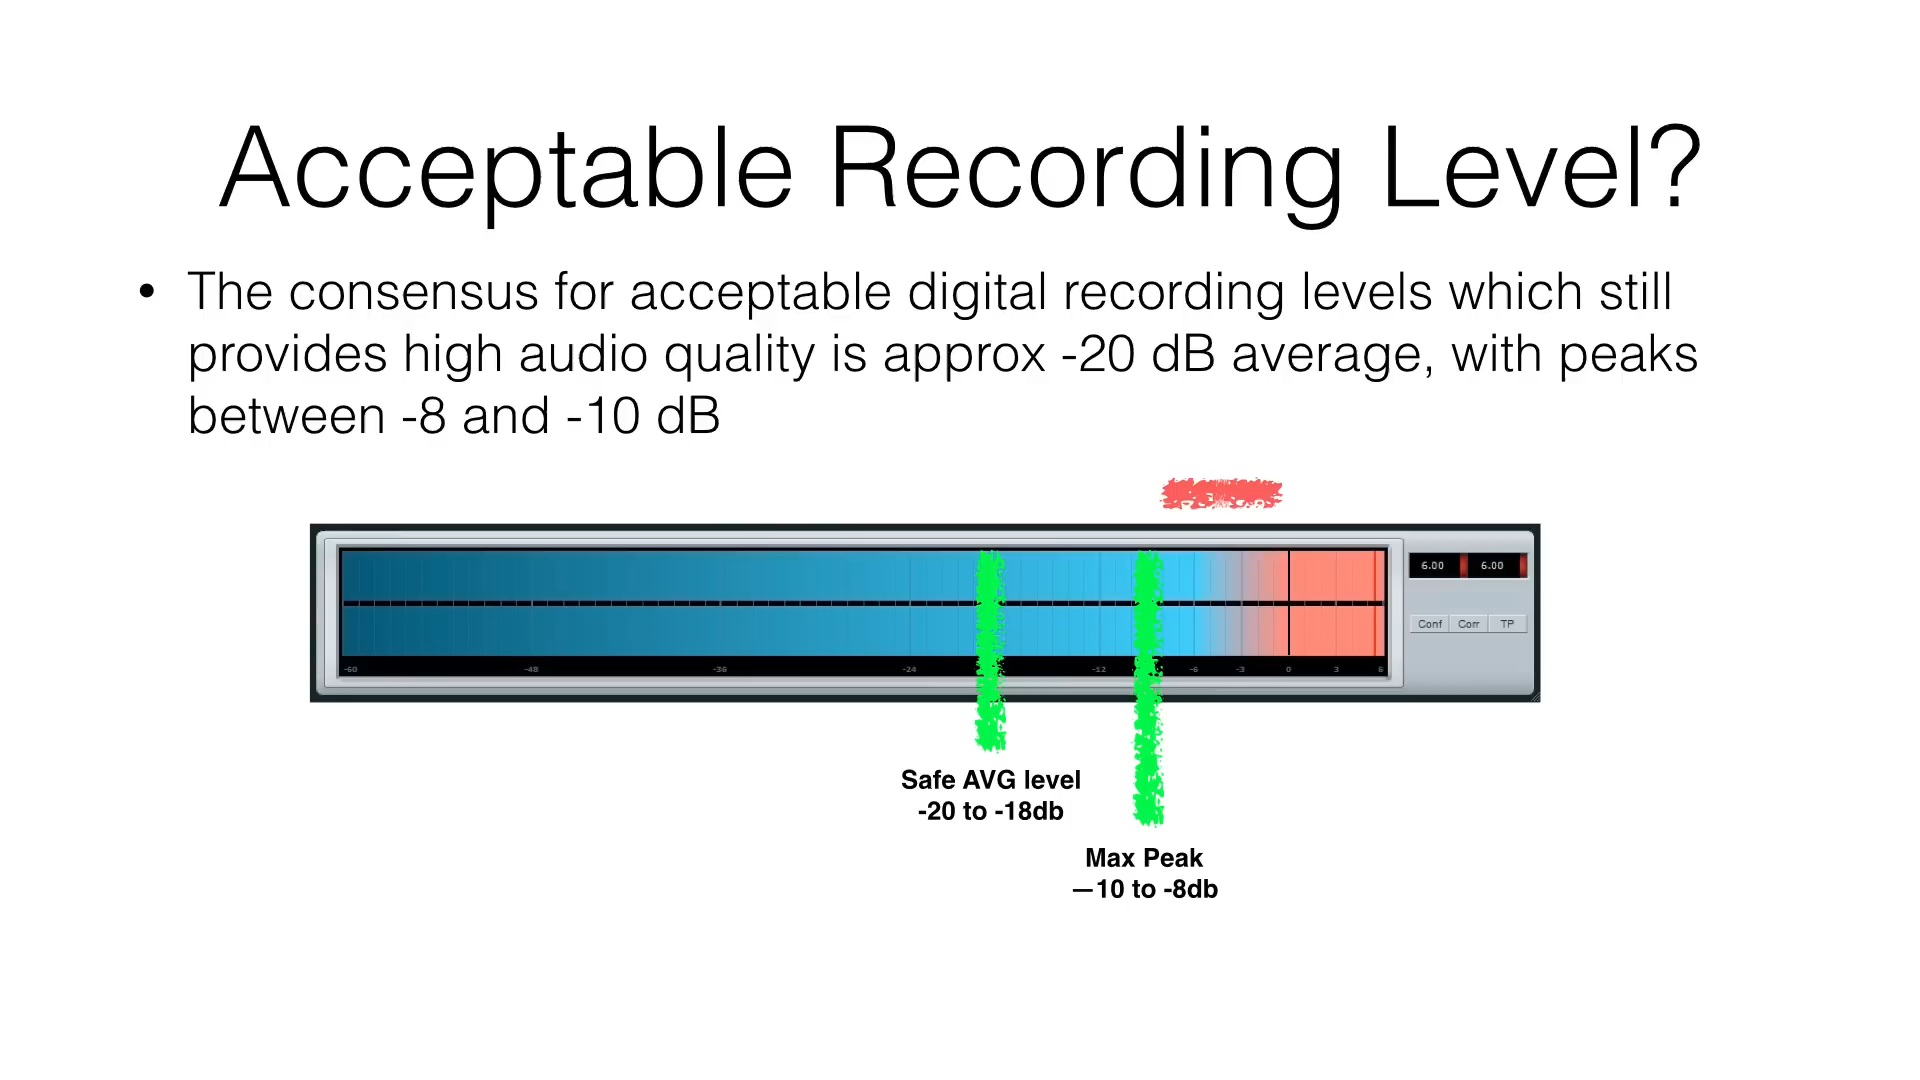 Acceptable Recording Level?
• The consensus for acceptable digital recording levels which still
provides high audio quality is approx -20 dB average, with peaks
between -8 and -10 dB
6.00 6.00
Conf Corr TP
-60 -48 -36 -24 -12 -6 -3 0 3 6
Safe AVG level
-20 to -18db
Max Peak
—10 to -8db